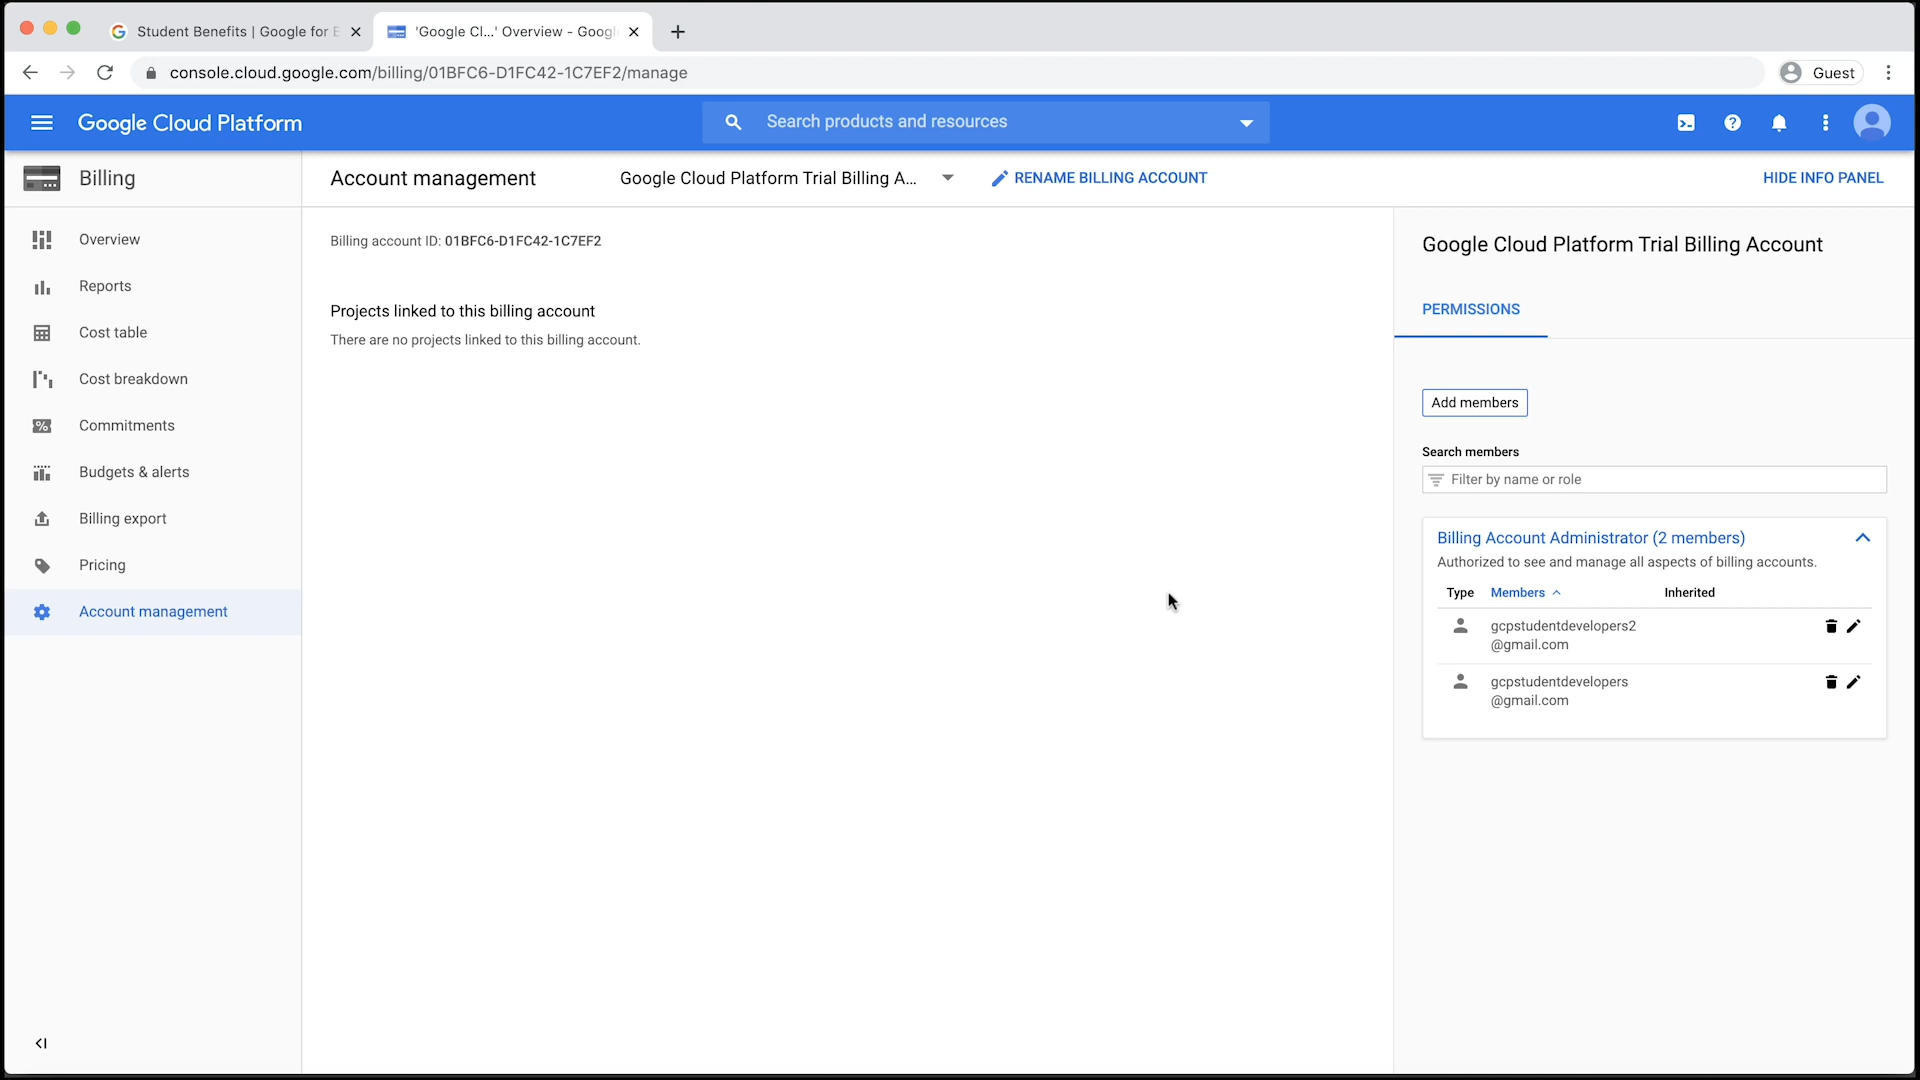 Student Benefits | Google for E
'Google Cl...' Overview - Googl
console.cloud.google.com/billing/01BFC6-D1FC42-1C7EF2/manage
Guest
Google Cloud Platform
Search products and resources
Billing
Account management
Google Cloud Platform Trial Billing A...
RENAME BILLING ACCOUNT
HIDE INFO PANEL
Overview
Reports
Cost table
Cost breakdown
Commitments
Budgets & alerts
Billing export
Pricing
Account management
Billing account ID: 01BFC6-D1FC42-1C7EF2
Projects linked to this billing account
There are no projects linked to this billing account.
Google Cloud Platform Trial Billing Account
PERMISSIONS
Add members
Search members
Filter by name or role
Billing Account Administrator (2 members)
Authorized to see and manage all aspects of billing accounts.
Type Members Inherited
gcpstudentdevelopers2
@gmail.com
gcpstudentdevelopers
@gmail.com